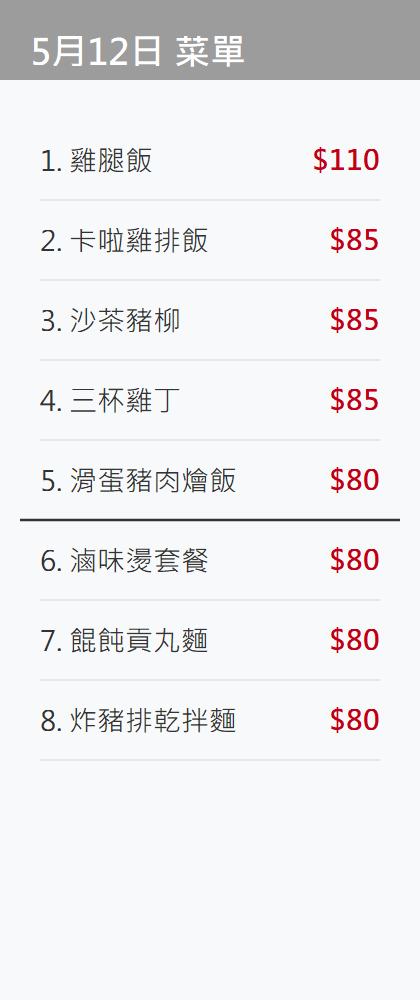 5月12日 菜單
1. 雞腿飯 $110
2. 卡啦雞排飯 $85
3. 沙茶豬柳 $85
4. 三杯雞丁 $85
5. 滑蛋豬肉燴飯 $80
6. 滷味燙套餐 $80
7. 餛飩貢丸麵 $80
8. 炸豬排乾拌麵 $80